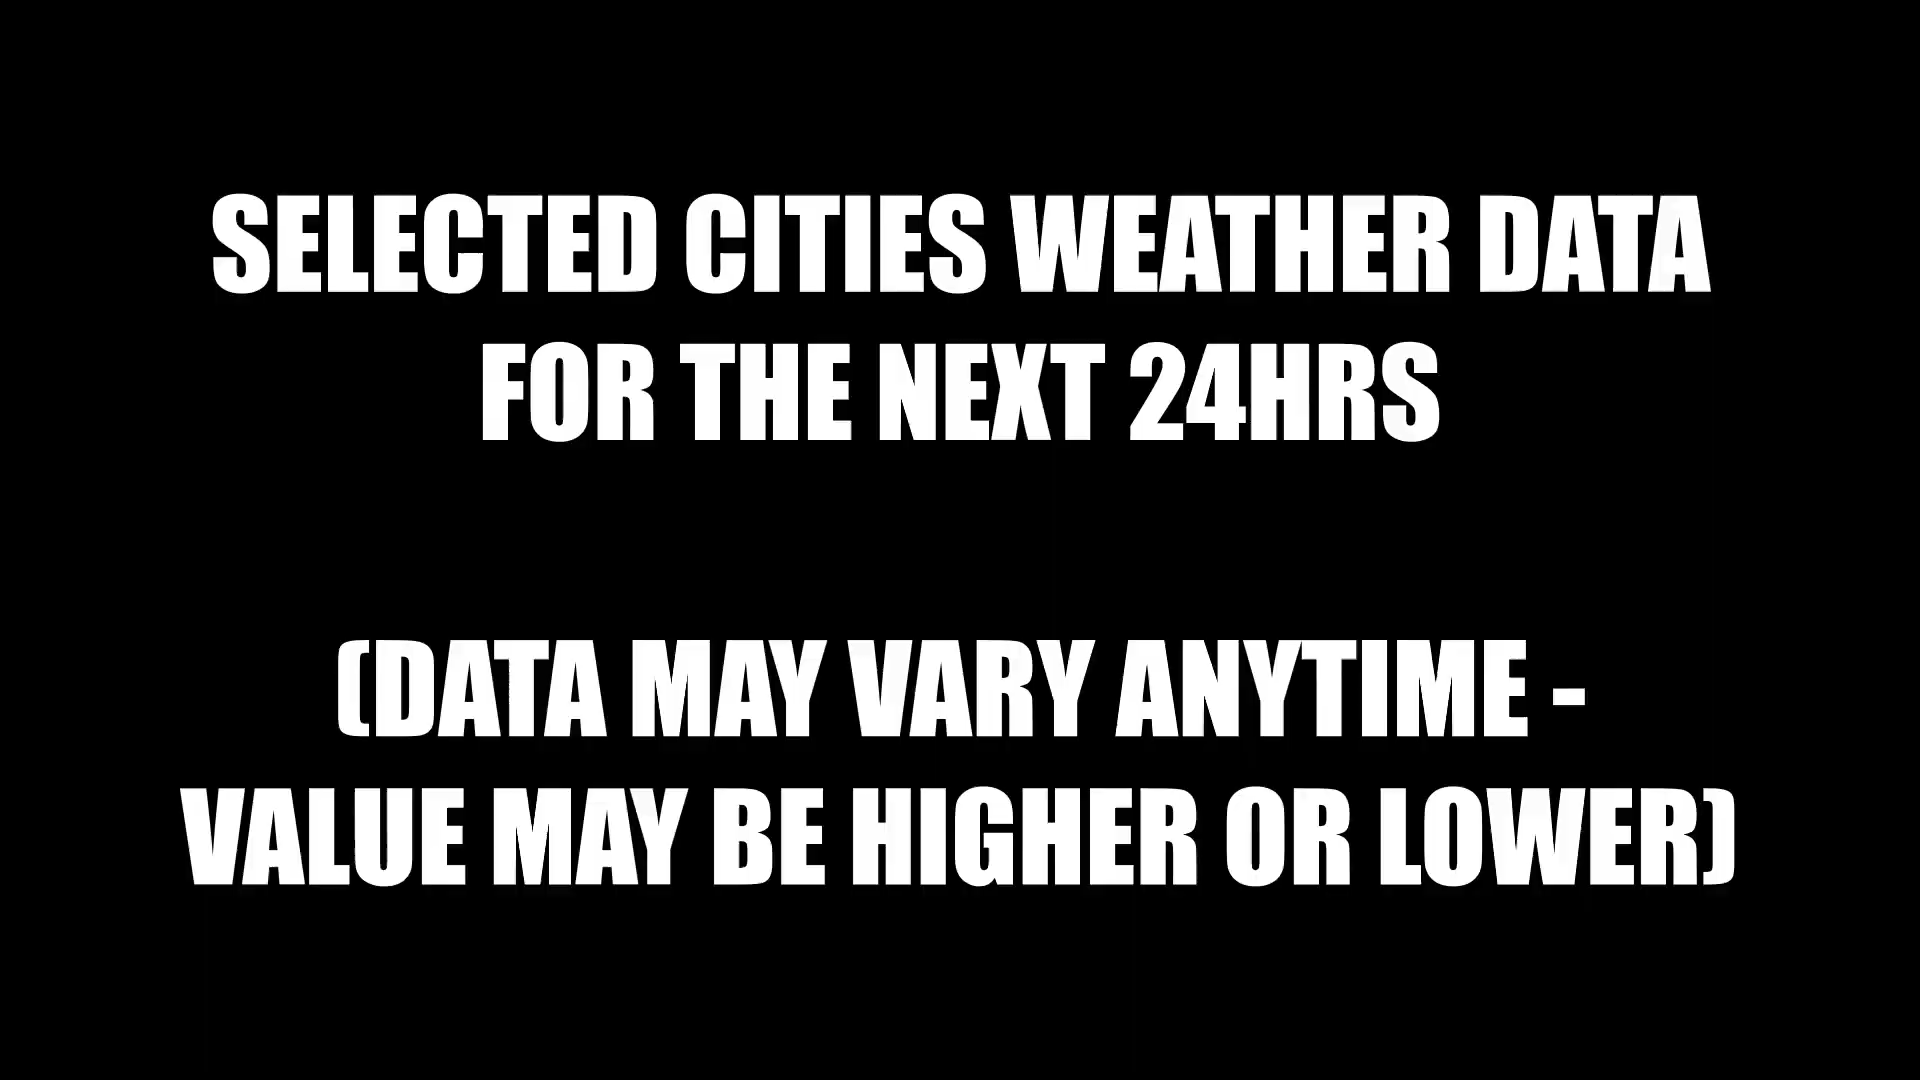 SELECTED CITIES WEATHER DATA
FOR THE NEXT 24HRS
(DATA MAY VARY ANYTIME -
VALUE MAY BE HIGHER OR LOWER)